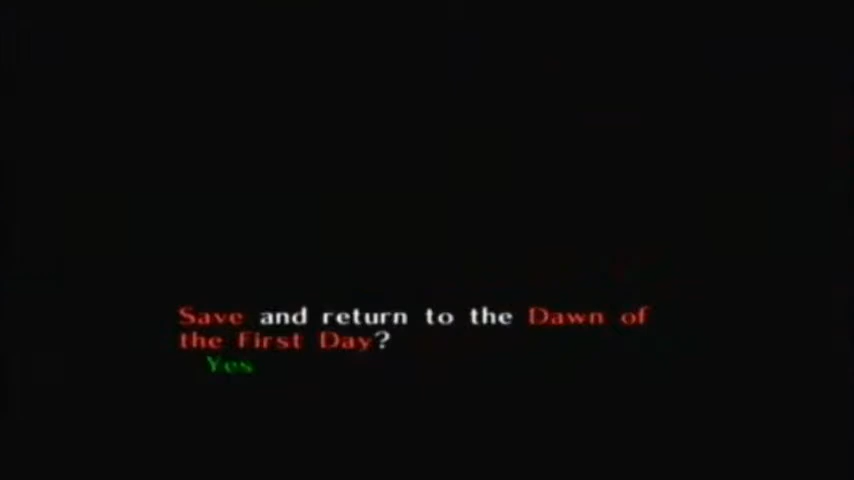 Save and return to the Dawn of
the First Day?
Yes